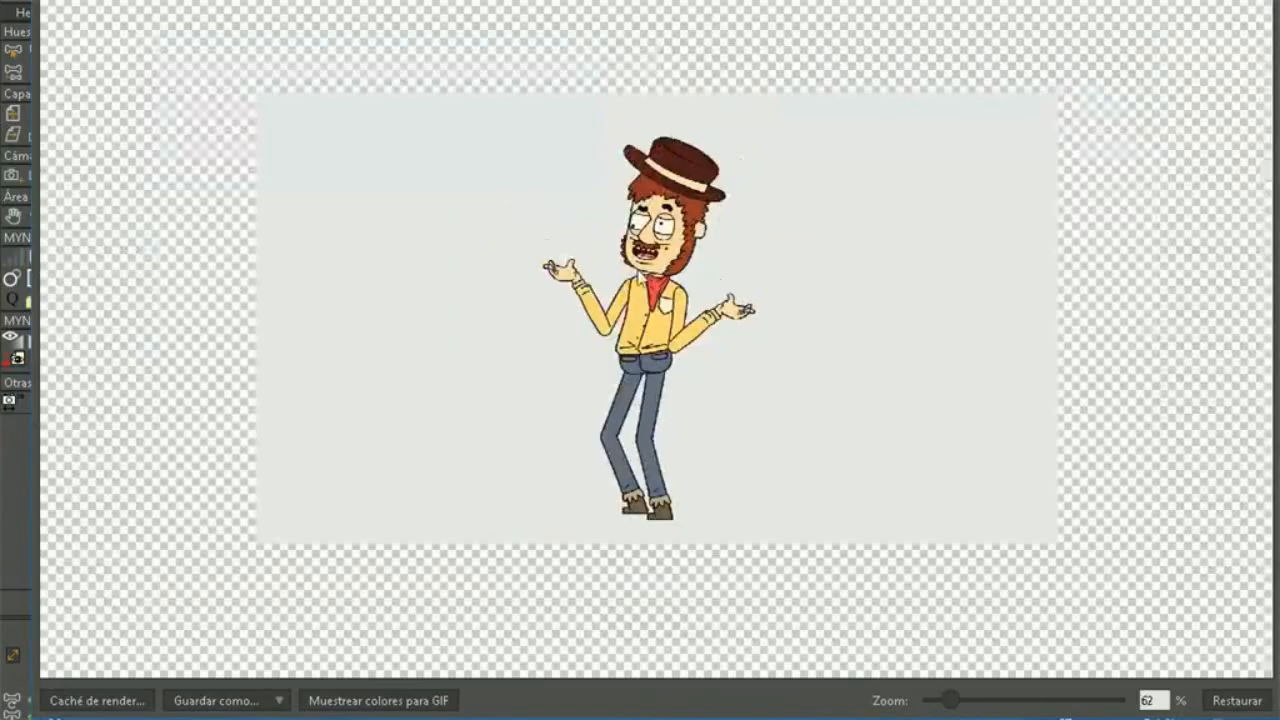 He
Hues
Capa
Cáma
Área
MYN
Q
MYN
Otras
Caché de render... Guardar como... Muestrear colores para GIF Zoom: 62 % Restaurar